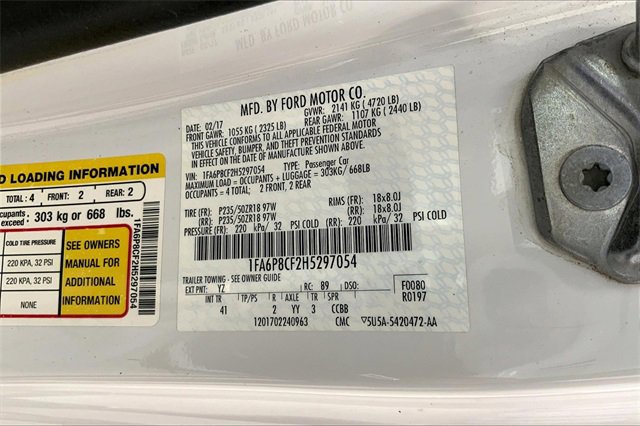 D LOADING INFORMATION
TOTAL: 4 FRONT: 2 REAR: 2
exceed: 303 kg or 668 lbs.
COLD TIRE PRESSURE
220 KPA, 32 PSI
220 KPA, 32 PSI
NONE
SEE OWNERS
MANUAL FOR
ADDITIONAL
INFORMATION
1FA6P8CF2H5297054
MFD. BY FORD MOTOR CO.
DATE: 02/17 GVWR: 2141 KG ( 4720 LB)
FRONT GAWR: 1055 KG ( 2325 LB) REAR GAWR: 1107 KG ( 2440 LB)
THIS VEHICLE CONFORMS TO ALL APPLICABLE FEDERAL MOTOR
VEHICLE SAFETY, BUMPER, AND THEFT PREVENTION STANDARDS
IN EFFECT ON THE DATE OF MANUFACTURE SHOWN ABOVE.
VIN: 1FA6P8CF2H5297054 TYPE: Passenger Car
MAXIMUM LOAD = OCCUPANTS + LUGGAGE = 303KG/ 668LB
OCCUPANTS = 4 TOTAL; 2 FRONT, 2 REAR
TIRE (F): P235/50ZR18 97W RIMS (F): 18x8.0J
TIRE (R): P235/50ZR18 97W (R): 18x8.0J
PRESSURE (F): 220 kPa/ 32 PSI COLD (R): 220 kPa/ 32 PSI COLD
1FA6P8CF2H5297054
TRAILER TOWING - SEE OWNER GUIDE
EXT PNT: YZ RC: 89 DSO: F0080
R0197
INT TR TP/PS R AXLE TR SPR
41 2 YY 3 CCBB
1201702240963 CMC 5U5A-5420472-AA